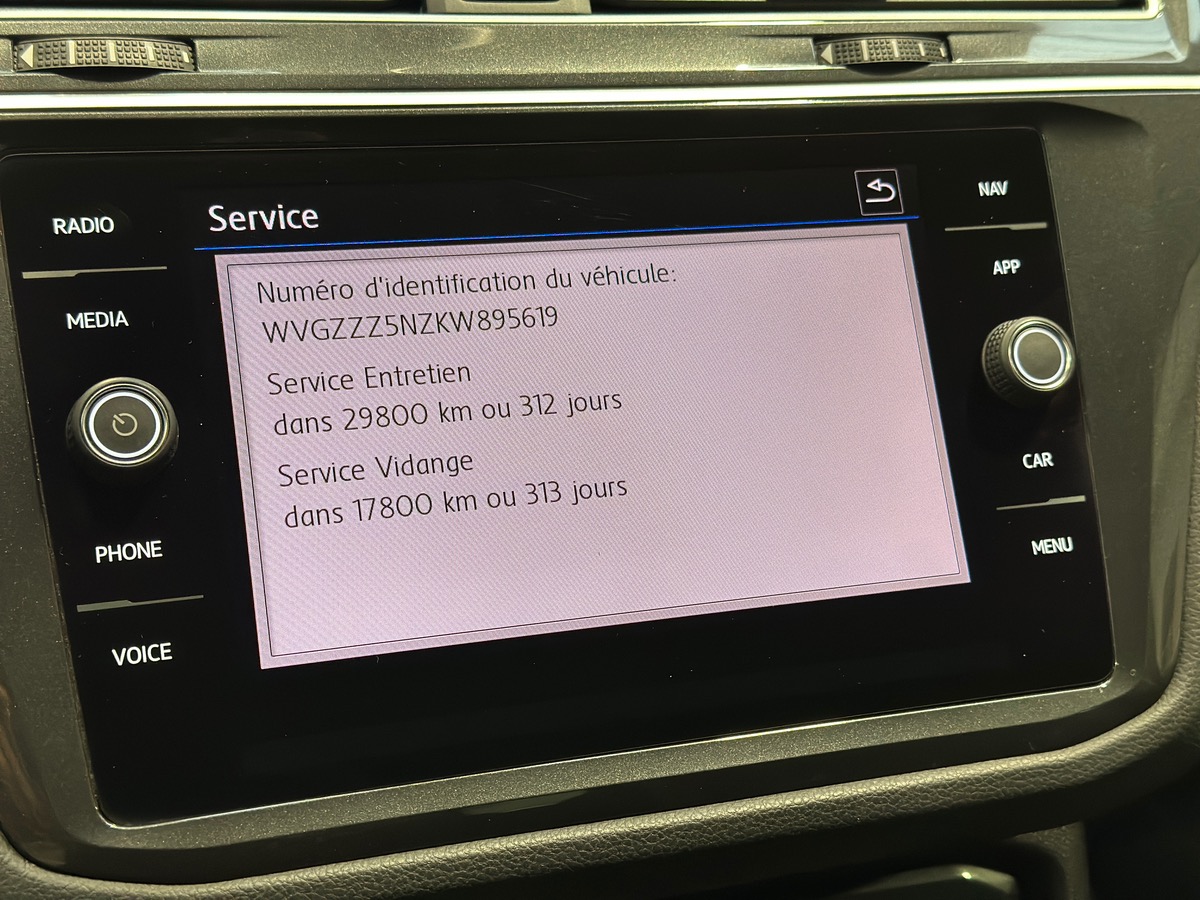 RADIO
MEDIA
PHONE
VOICE
Service
Numéro d'identification du véhicule:
WVGZZZ5NZKW895619
Service Entretien
dans 29800 km ou 312 jours
Service Vidange
dans 17800 km ou 313 jours
NAV
APP
CAR
MENU